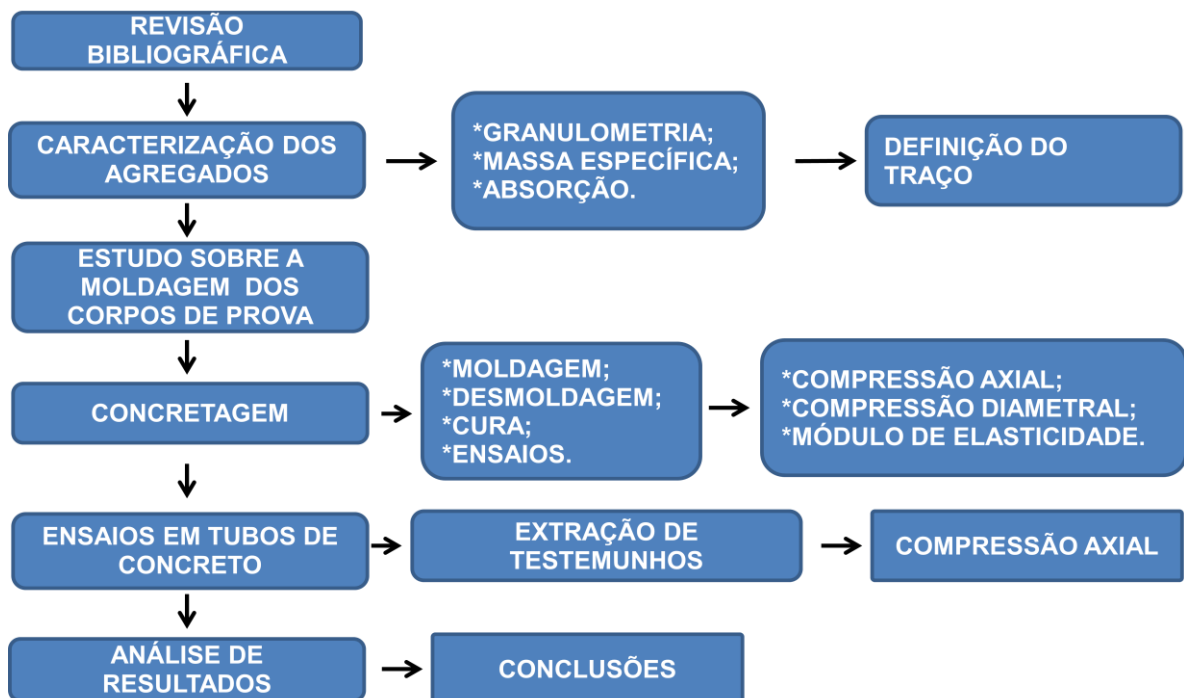 REVISÃO
BIBLIOGRÁFICA
CARACTERIZAÇÃO DOS
AGREGADOS
*GRANULOMETRIA;
*MASSA ESPECÍFICA;
*ABSORÇÃO.
DEFINIÇÃO DO
TRAÇO
ESTUDO SOBRE A
MOLDAGEM DOS
CORPOS DE PROVA
CONCRETAGEM
*MOLDAGEM;
*DESMOLDAGEM;
*CURA;
*ENSAIOS.
*COMPRESSÃO AXIAL;
*COMPRESSÃO DIAMETRAL;
*MÓDULO DE ELASTICIDADE.
ENSAIOS EM TUBOS DE
CONCRETO
EXTRAÇÃO DE
TESTEMUNHOS
COMPRESSÃO AXIAL
ANÁLISE DE
RESULTADOS
CONCLUSÕES